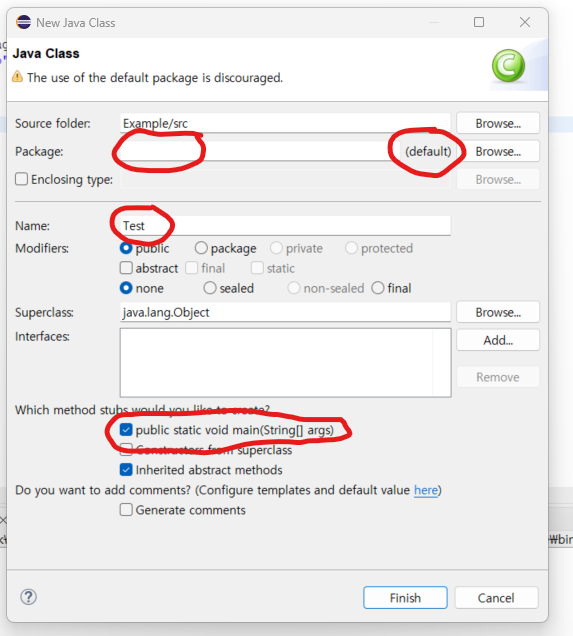 New Java Class
Java Class
The use of the default package is discouraged.
Source folder: Example/src Browse...
Package: (default) Browse...
Enclosing type: Browse...
Name: Test
Modifiers: public package private protected
abstract final static
none sealed non-sealed final
Superclass: java.lang.Object Browse...
Interfaces: Add...
Remove
Which method stubs would you like to create?
public static void main(String[] args)
Constructors from superclass
Inherited abstract methods
Do you want to add comments? (Configure templates and default value here)
Generate comments
₩bin
Finish Cancel